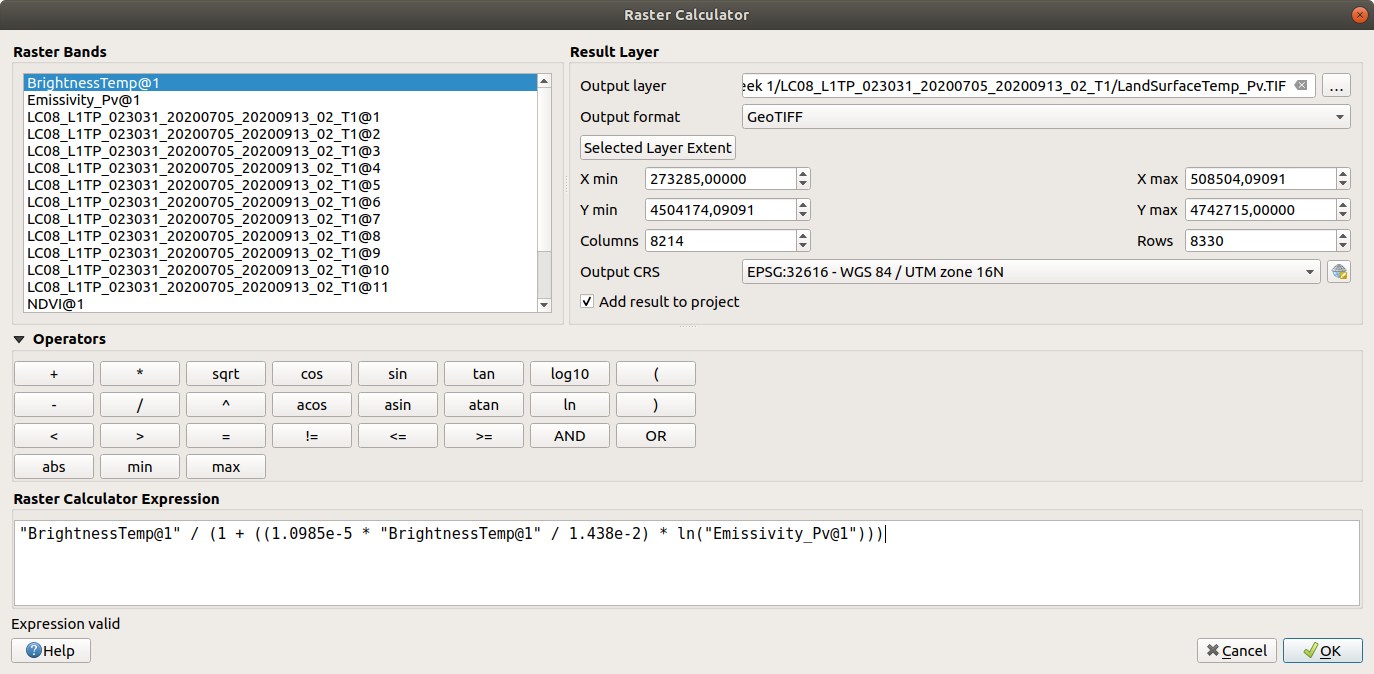 Raster Calculator
Raster Bands
BrightnessTemp@1
Emissivity_Pv@1
LC08_L1TP_023031_20200705_20200913_02_T1@1
LC08_L1TP_023031_20200705_20200913_02_T1@2
LC08_L1TP_023031_20200705_20200913_02_T1@3
LC08_L1TP_023031_20200705_20200913_02_T1@4
LC08_L1TP_023031_20200705_20200913_02_T1@5
LC08_L1TP_023031_20200705_20200913_02_T1@6
LC08_L1TP_023031_20200705_20200913_02_T1@7
LC08_L1TP_023031_20200705_20200913_02_T1@8
LC08_L1TP_023031_20200705_20200913_02_T1@9
LC08_L1TP_023031_20200705_20200913_02_T1@10
LC08_L1TP_023031_20200705_20200913_02_T1@11
NDVI@1
Result Layer
Output layer eek 1/LC08_L1TP_023031_20200705_20200913_02_T1/LandSurfaceTemp_Pv.TIF ...
Output format GeoTIFF
Selected Layer Extent
X min 273285,00000 X max 508504,09091
Y min 4504174,09091 Y max 4742715,00000
Columns 8214 Rows 8330
Output CRS EPSG:32616 - WGS 84 / UTM zone 16N
Add result to project
Operators
+ * sqrt cos sin tan log10 (
- / ^ acos asin atan ln )
< > = != <= >= AND OR
abs min max
Raster Calculator Expression
"BrightnessTemp@1" / (1 + ((1.0985e-5 * "BrightnessTemp@1" / 1.438e-2) * ln("Emissivity_Pv@1")))
Expression valid
Help Cancel OK